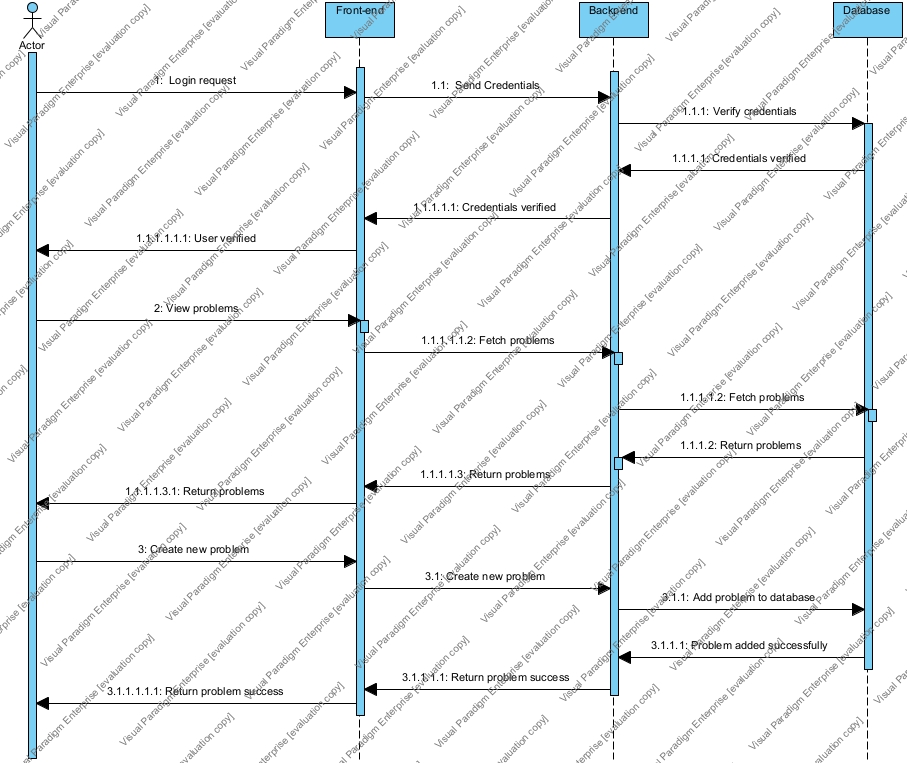 Front-end
Backpend
Database
Actor
1: Login request
1.1: Send Credentials
1.1.1: Verify credentials
1.1.1.1: Credentials verified
1.1.1.1.1: Credentials verified
1.1.1.1.1.1: User verified
2: View problems
1.1.1.1.1.2: Fetch problems
1.1.1.1.2: Fetch problems
1.1.1.2: Return problems
1.1.1.1.3: Return problems
1.1.1.1.3.1: Return problems
3: Create new problem
3.1: Create new problem
3.1.1: Add problem to database
3.1.1.1: Problem added successfully
3.1.1.1.1: Return problem success
3.1.1.1.1.1: Return problem success
Visual Paradigm Enterprise [evaluation copy]